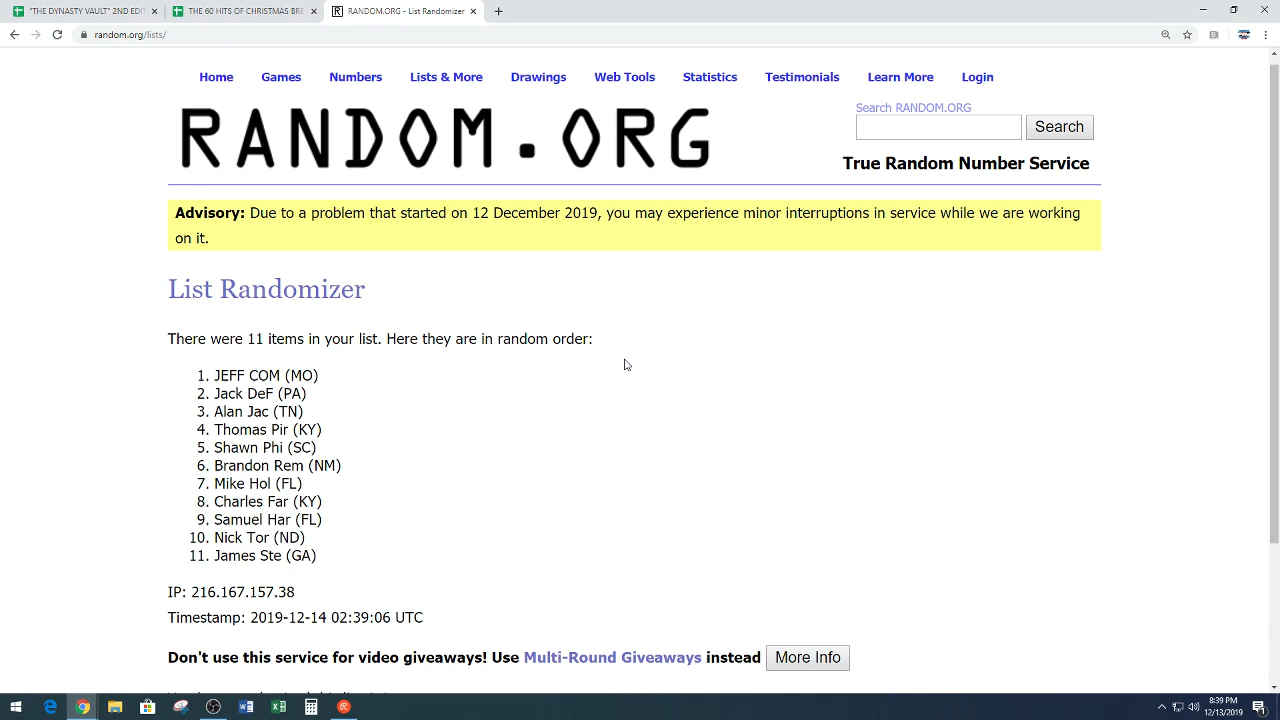 "THE DYNASTY VAULT" 2ND EDIT
THE 60 HITS OF CHRISTMAS BRE
RANDOM.ORG - List Randomizer
random.org/lists/
Home Games Numbers Lists & More Drawings Web Tools Statistics Testimonials Learn More Login
RANDOM.ORG
Search RANDOM.ORG
Search
True Random Number Service
Advisory: Due to a problem that started on 12 December 2019, you may experience minor interruptions in service while we are working
on it.
List Randomizer
There were 11 items in your list. Here they are in random order:
1. JEFF COM (MO)
2. Jack DeF (PA)
3. Alan Jac (TN)
4. Thomas Pir (KY)
5. Shawn Phi (SC)
6. Brandon Rem (NM)
7. Mike Hol (FL)
8. Charles Far (KY)
9. Samuel Har (FL)
10. Nick Tor (ND)
11. James Ste (GA)
IP: 216.167.157.38
Timestamp: 2019-12-14 02:39:06 UTC
Don't use this service for video giveaways! Use Multi-Round Giveaways instead More Info
8:39 PM
12/13/2019